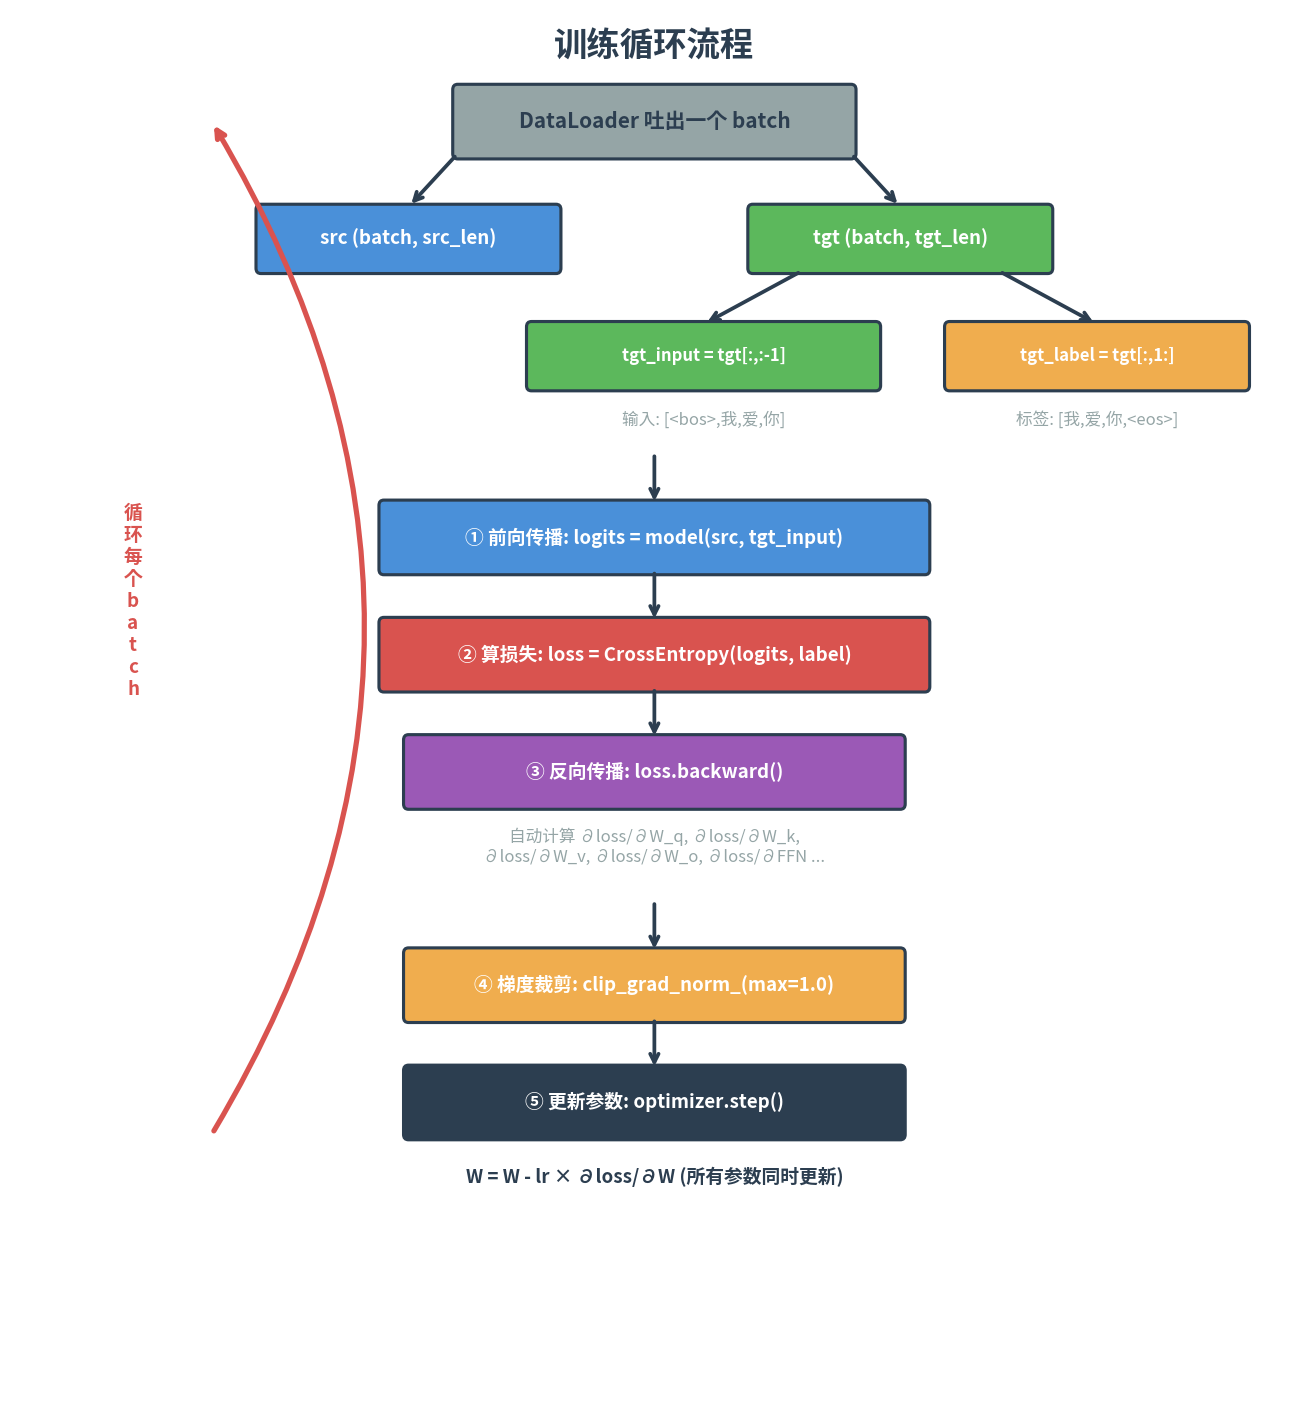 训练循环流程
DataLoader 吐出一个 batch
src (batch, src_len)
tgt (batch, tgt_len)
tgt_input = tgt[:,:-1]
tgt_label = tgt[:,1:]
输入: [<bos>,我,爱,你]
标签: [我,爱,你,<eos>]
循
环
每
个
b
a
t
c
h
① 前向传播: logits = model(src, tgt_input)
② 算损失: loss = CrossEntropy(logits, label)
③ 反向传播: loss.backward()
自动计算 ∂loss/∂W_q, ∂loss/∂W_k,
∂loss/∂W_v, ∂loss/∂W_o, ∂loss/∂FFN ...
④ 梯度裁剪: clip_grad_norm_(max=1.0)
⑤ 更新参数: optimizer.step()
W = W - lr × ∂loss/∂W (所有参数同时更新)